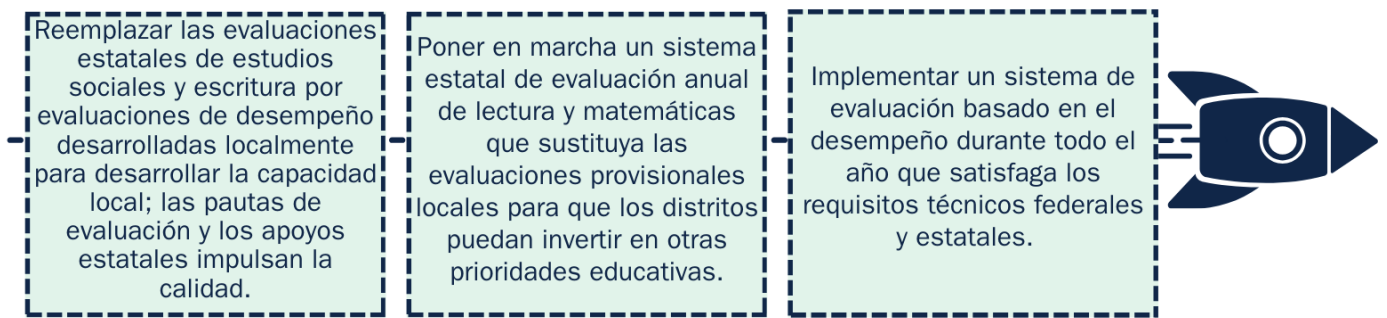 Reemplazar las evaluaciones
estatales de estudios
sociales y escritura por
evaluaciones de desempeño
desarrolladas localmente
para desarrollar la capacidad
local; las pautas de
evaluación y los apoyos
estatales impulsan la
calidad.
Poner en marcha un sistema
estatal de evaluación anual
de lectura y matemáticas
que sustituya las
evaluaciones provisionales
locales para que los distritos
puedan invertir en otras
prioridades educativas.
Implementar un sistema de
evaluación basado en el
desempeño durante todo el
año que satisfaga los
requisitos técnicos federales
y estatales.